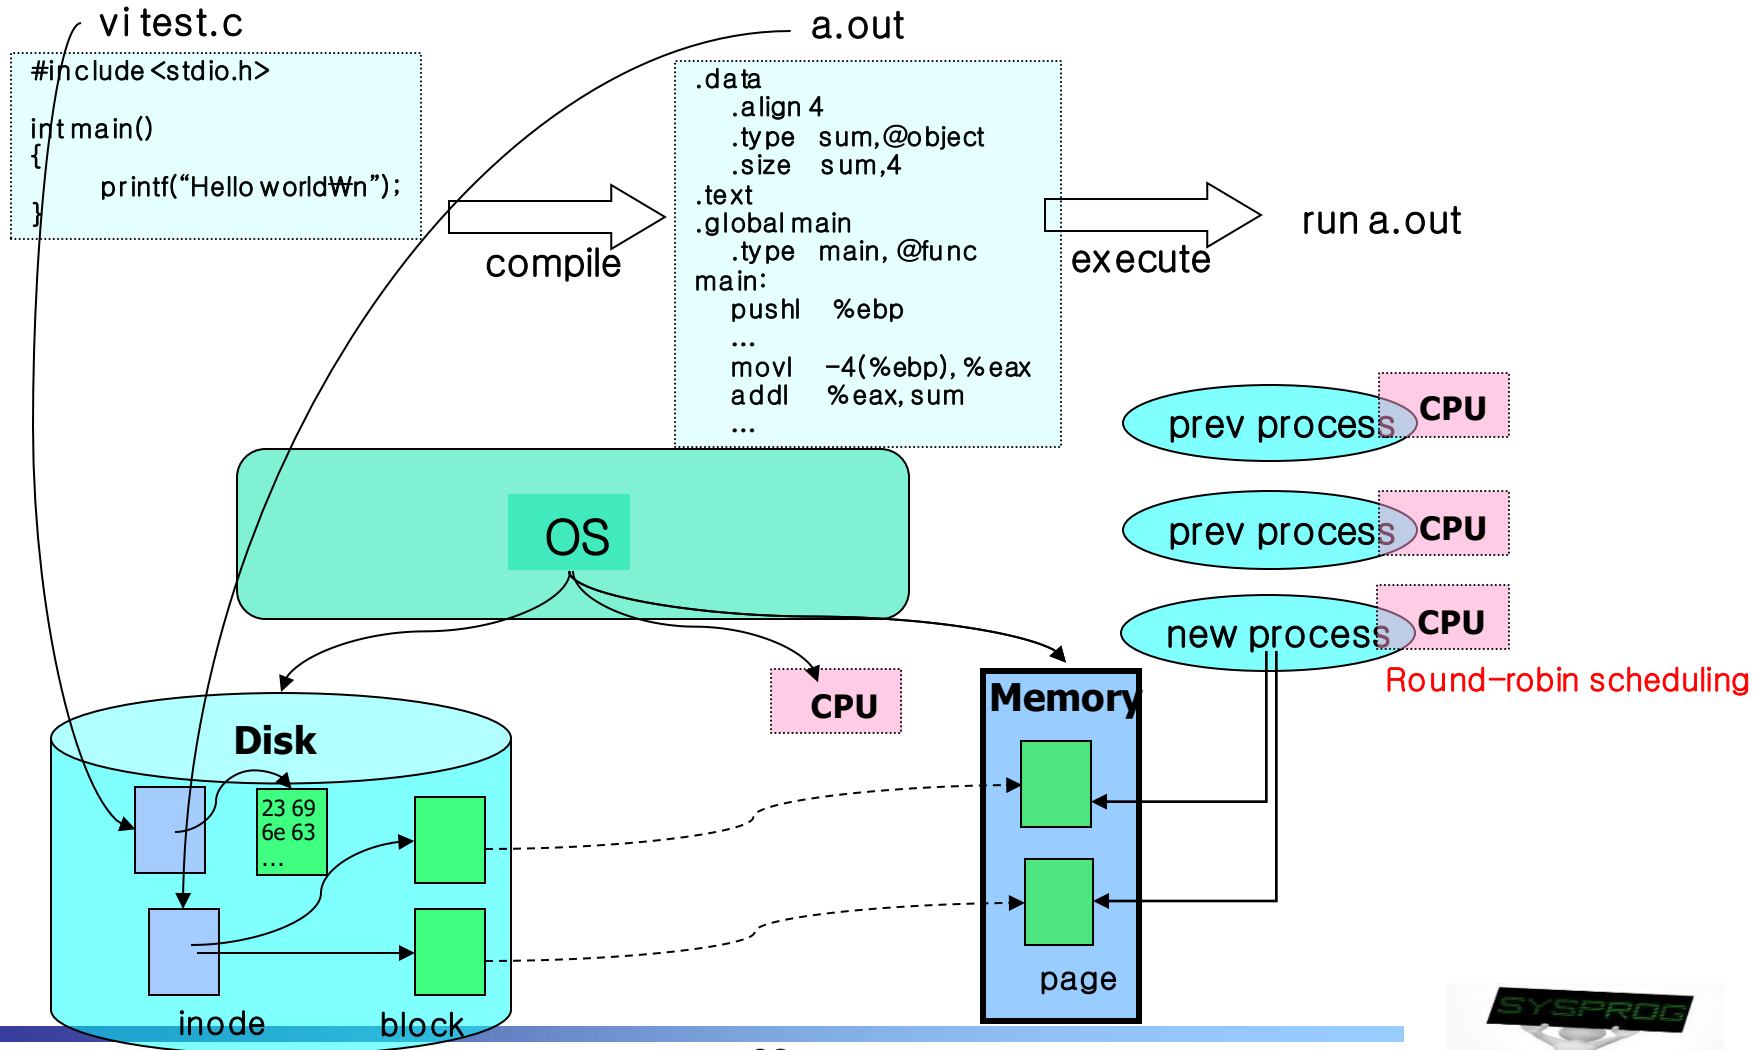 vi test.c
#include <stdio.h>
int main()
{
printf(“Hello world₩n”);
}
compile
a.out
.data
.align 4
.type sum,@object
.size sum,4
.text
.global main
.type main, @func
main:
pushl %ebp
...
movl -4(%ebp), %eax
addl %eax, sum
...
execute
run a.out
prev process CPU
prev process CPU
new process CPU
Round-robin scheduling
OS
CPU
Disk
23 69
6e 63
...
inode
block
Memory
page
SYSPROG